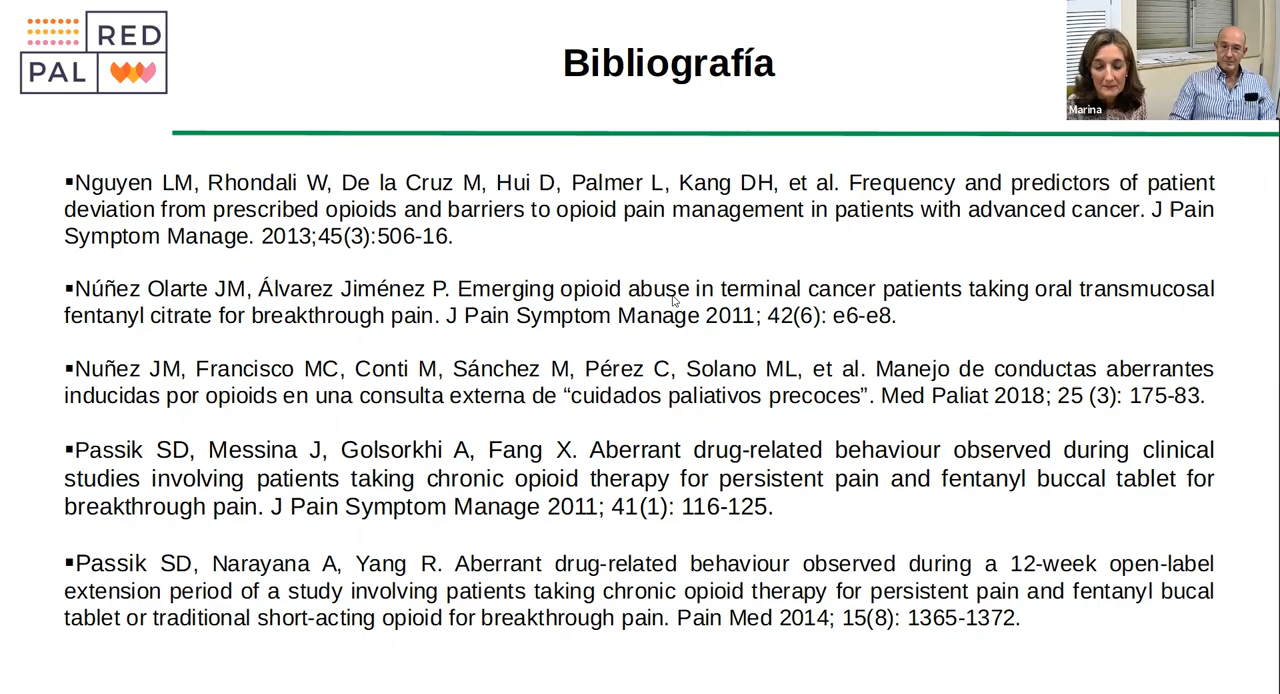 RED
PAL
Bibliografía
Marina
▪Nguyen LM, Rhondali W, De la Cruz M, Hui D, Palmer L, Kang DH, et al. Frequency and predictors of patient
deviation from prescribed opioids and barriers to opioid pain management in patients with advanced cancer. J Pain
Symptom Manage. 2013;45(3):506-16.
▪Núñez Olarte JM, Álvarez Jiménez P. Emerging opioid abuse in terminal cancer patients taking oral transmucosal
fentanyl citrate for breakthrough pain. J Pain Symptom Manage 2011; 42(6): e6-e8.
▪Nuñez JM, Francisco MC, Conti M, Sánchez M, Pérez C, Solano ML, et al. Manejo de conductas aberrantes
inducidas por opioids en una consulta externa de “cuidados paliativos precoces”. Med Paliat 2018; 25 (3): 175-83.
▪Passik SD, Messina J, Golsorkhi A, Fang X. Aberrant drug-related behaviour observed during clinical
studies involving patients taking chronic opioid therapy for persistent pain and fentanyl buccal tablet for
breakthrough pain. J Pain Symptom Manage 2011; 41(1): 116-125.
▪Passik SD, Narayana A, Yang R. Aberrant drug-related behaviour observed during a 12-week open-label
extension period of a study involving patients taking chronic opioid therapy for persistent pain and fentanyl bucal
tablet or traditional short-acting opioid for breakthrough pain. Pain Med 2014; 15(8): 1365-1372.